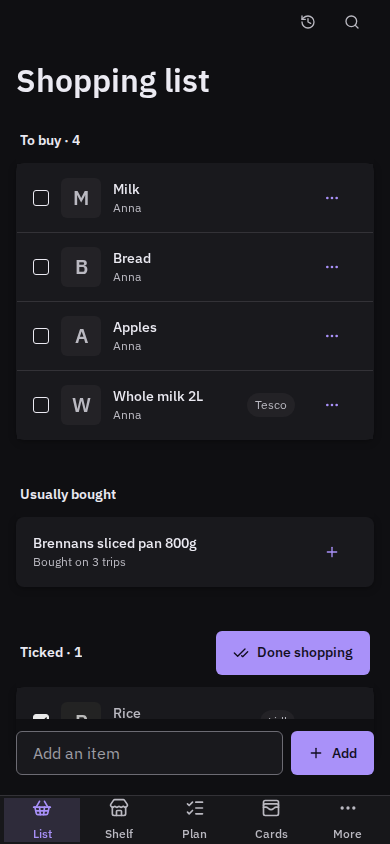 Shopping list
To buy · 4
M
Milk
Anna
B
Bread
Anna
A
Apples
Anna
W
Whole milk 2L
Anna
Tesco
Usually bought
Brennans sliced pan 800g
Bought on 3 trips
Ticked · 1
Done shopping
Rice
Add an item
Add
List
Shelf
Plan
Cards
More